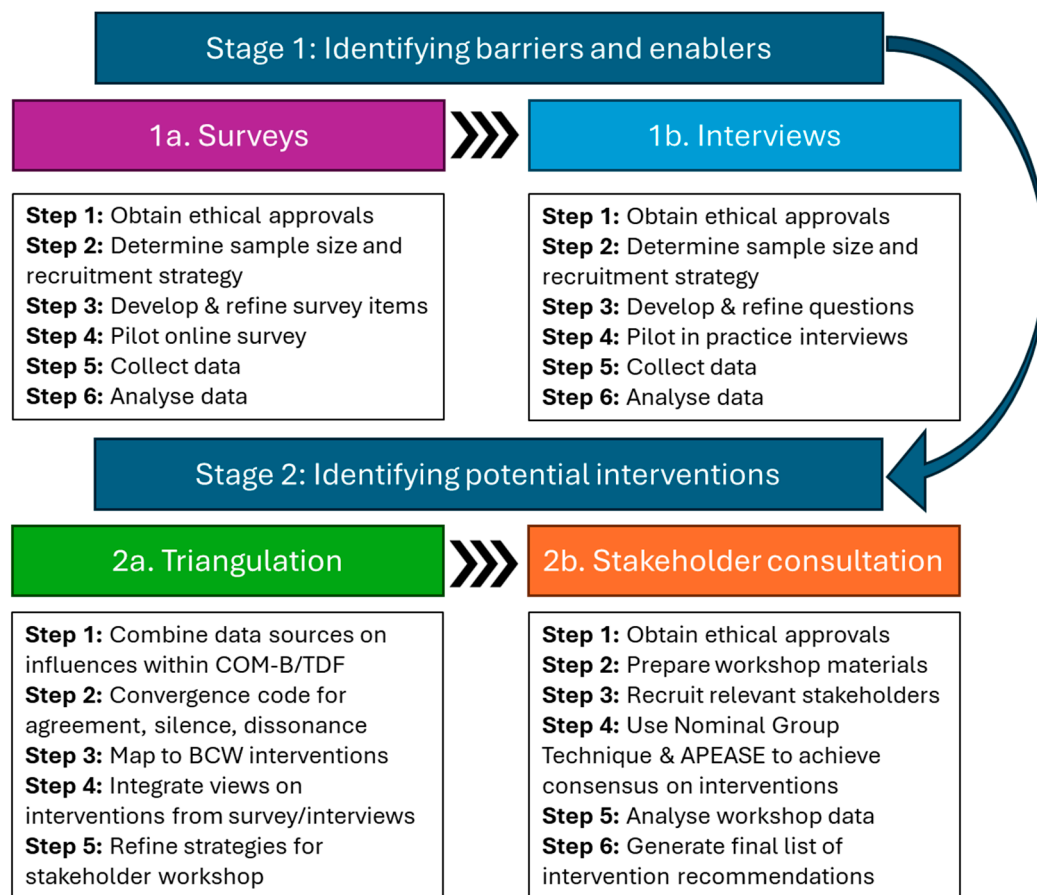 Stage 1: Identifying barriers and enablers
1a. Surveys
1b. Interviews
Step 1: Obtain ethical approvals
Step 2: Determine sample size and
recruitment strategy
Step 3: Develop & refine survey items
Step 4: Pilot online survey
Step 5: Collect data
Step 6: Analyse data
Step 1: Obtain ethical approvals
Step 2: Determine sample size and
recruitment strategy
Step 3: Develop & refine questions
Step 4: Pilot in practice interviews
Step 5: Collect data
Step 6: Analyse data
Stage 2: Identifying potential interventions
2a. Triangulation
2b. Stakeholder consultation
Step 1: Combine data sources on
influences within COM-B/TDF
Step 2: Convergence code for
agreement, silence, dissonance
Step 3: Map to BCW interventions
Step 4: Integrate views on
interventions from survey/interviews
Step 5: Refine strategies for
stakeholder workshop
Step 1: Obtain ethical approvals
Step 2: Prepare workshop materials
Step 3: Recruit relevant stakeholders
Step 4: Use Nominal Group
Technique & APEASE to achieve
consensus on interventions
Step 5: Analyse workshop data
Step 6: Generate final list of
intervention recommendations